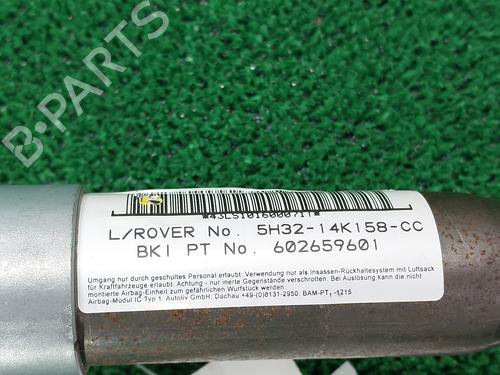 B-PARTS
*43LS1016000711*
L/ROVER No. 5H32-14K158-CC
BKI PT No. 602659601
Umgang nur durch geschultes Personal erlaubt. Verwendung nur als Insassen-Rückhaltesystem mit Luftsack
für Kraftfahrzeuge erlaubt. Achtung - nur inerte Gegenstände verschrotten. Bei Auslösung kann die nicht
montierte Airbag-Einheit zum gefährlichen Wurfstück werden.
Airbag-Modul IC Typ 1. Autoliv GmbH, Dachau +49-(0)8131-2950. BAM-PT₁-1215